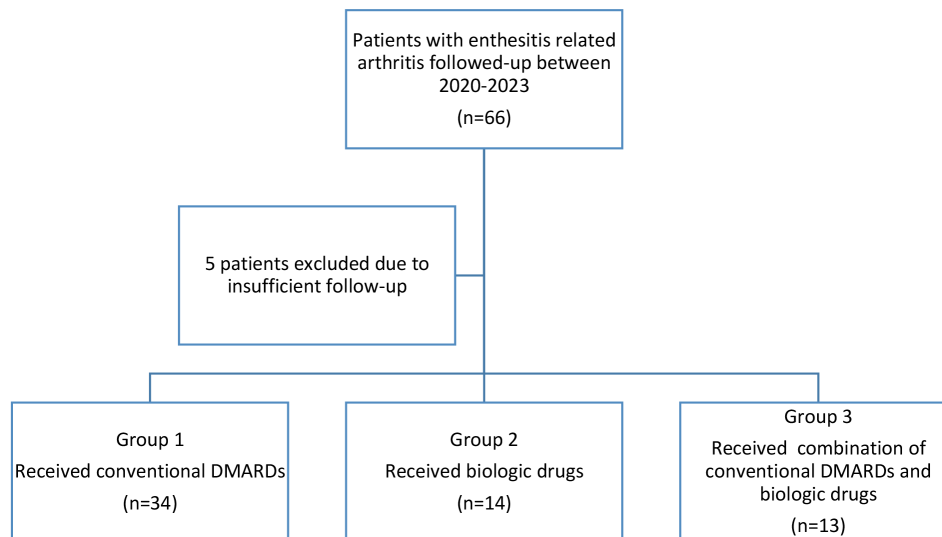 Patients with enthesitis related
arthritis followed-up between
2020-2023
(n=66)
5 patients excluded due to
insufficient follow-up
Group 1
Received conventional DMARDs
(n=34)
Group 2
Received biologic drugs
(n=14)
Group 3
Received combination of
conventional DMARDs and
biologic drugs
(n=13)